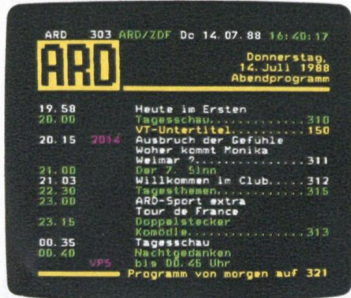 ARD 303 ARD/ZDF Do 14.07.88 16:40:17
ARD
Donnerstag,
14. Juli 1988
Abendprogramm
19.58 Heute im Ersten
20.00 Tagesschau.............310
VT-Untertitel..........150
20.15 2014 Ausbruch der Gefühle
Woher kommt Monika
Weimar ?...............311
21.00 Der 7. Sinn
21.03 Willkommen im Club.....312
22.30 Tagesthemen............315
23.00 ARD-Sport extra
Tour de France
23.15 Doppelstecker
Komödie................313
00.35 Tagesschau
00.40 Nachtgedanken
VPS bis 00.45 Uhr
Programm von morgen auf 321